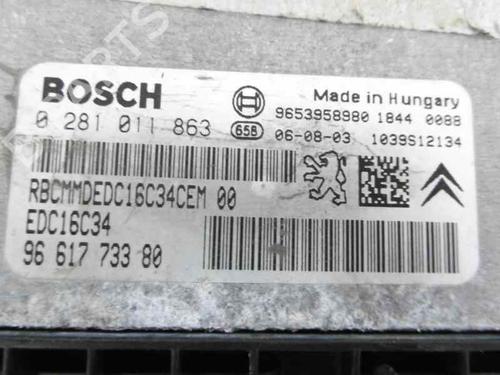 BOSCH
Made in Hungary
9653958980 1844 0088
0 281 011 863
658
06-08-03 1039S12134
RBCMMDEDC16C34CEM 00
EDC16C34
96 617 733 80